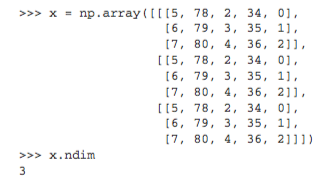 >>> x = np.array([[[5, 78, 2, 34, 0],
[6, 79, 3, 35, 1],
[7, 80, 4, 36, 2]],
[[5, 78, 2, 34, 0],
[6, 79, 3, 35, 1],
[7, 80, 4, 36, 2]],
[[5, 78, 2, 34, 0],
[6, 79, 3, 35, 1],
[7, 80, 4, 36, 2]]])
>>> x.ndim
3